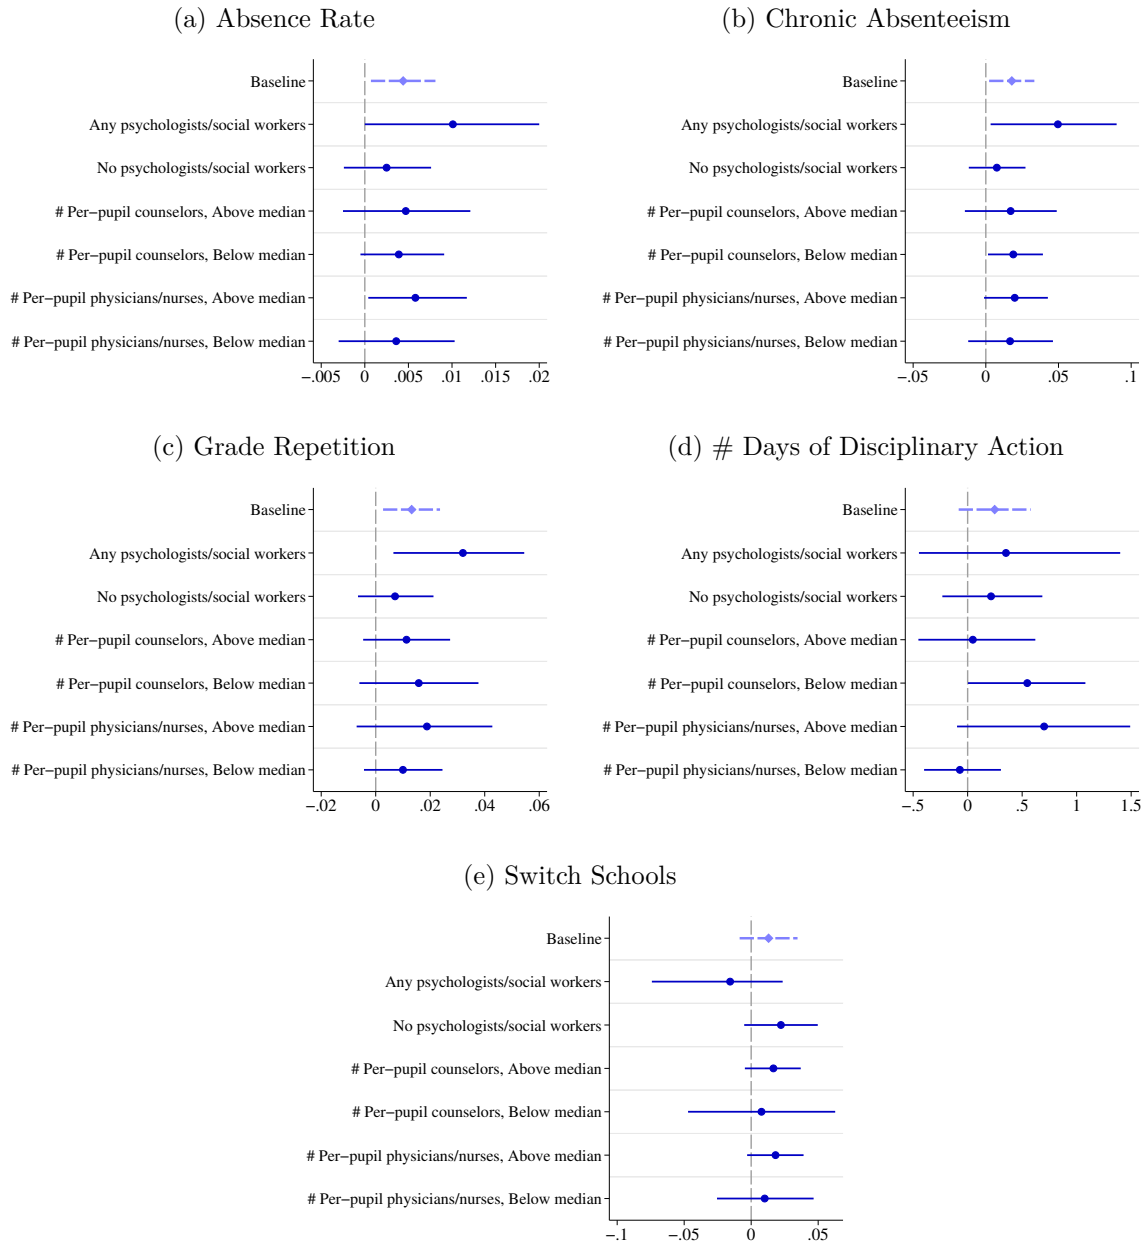 (a) Absence Rate
Baseline
Any psychologists/social workers
No psychologists/social workers
# Per−pupil counselors, Above median
# Per−pupil counselors, Below median
# Per−pupil physicians/nurses, Above median
# Per−pupil physicians/nurses, Below median
−.005 0 .005 .01 .015 .02
(b) Chronic Absenteeism
Baseline
Any psychologists/social workers
No psychologists/social workers
# Per−pupil counselors, Above median
# Per−pupil counselors, Below median
# Per−pupil physicians/nurses, Above median
# Per−pupil physicians/nurses, Below median
−.05 0 .05 .1
(c) Grade Repetition
Baseline
Any psychologists/social workers
No psychologists/social workers
# Per−pupil counselors, Above median
# Per−pupil counselors, Below median
# Per−pupil physicians/nurses, Above median
# Per−pupil physicians/nurses, Below median
−.02 0 .02 .04 .06
(d) # Days of Disciplinary Action
Baseline
Any psychologists/social workers
No psychologists/social workers
# Per−pupil counselors, Above median
# Per−pupil counselors, Below median
# Per−pupil physicians/nurses, Above median
# Per−pupil physicians/nurses, Below median
−.5 0 .5 1 1.5
(e) Switch Schools
Baseline
Any psychologists/social workers
No psychologists/social workers
# Per−pupil counselors, Above median
# Per−pupil counselors, Below median
# Per−pupil physicians/nurses, Above median
# Per−pupil physicians/nurses, Below median
−.1 −.05 0 .05